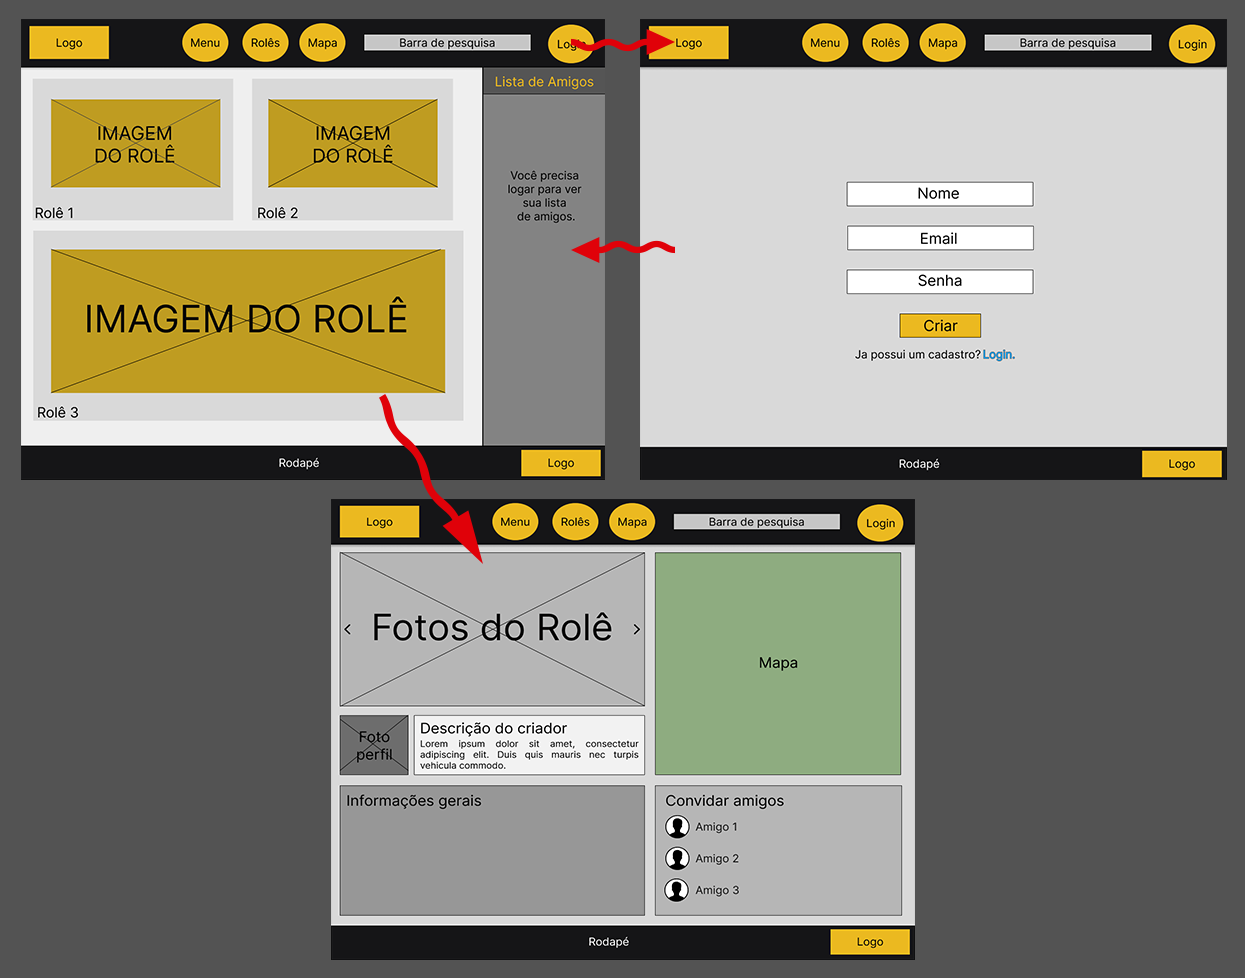 Logo
Menu
Rolês
Mapa
Barra de pesquisa
Login
Lista de Amigos
IMAGEM
DO ROLÊ
Rolê 1
IMAGEM
DO ROLÊ
Rolê 2
Você precisa
logar para ver
sua lista
de amigos.
IMAGEM DO ROLÊ
Rolê 3
Rodapé
Logo
Logo
Menu
Rolês
Mapa
Barra de pesquisa
Login
Nome
Email
Senha
Criar
Ja possui um cadastro? Login.
Rodapé
Logo
Logo
Menu
Rolês
Mapa
Barra de pesquisa
Login
Fotos do Rolê
Mapa
Foto
perfil
Descrição do criador
Lorem ipsum dolor sit amet, consectetur
adipiscing elit. Duis quis mauris nec turpis
vehicula commodo.
Informações gerais
Convidar amigos
Amigo 1
Amigo 2
Amigo 3
Rodapé
Logo